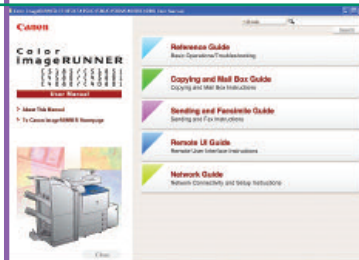 Canon
Color
imageRUNNER
User Manual
About This Manual
To Canon imageRUNNER Homepage
Close
Search
Reference Guide
Basic Operations/Troubleshooting
Copying and Mail Box Guide
Copying and Mail Box Instructions
Sending and Facsimile Guide
Sending and Fax Instructions
Remote UI Guide
Remote User Interface Instructions
Network Guide
Network Connectivity and Setup Instructions